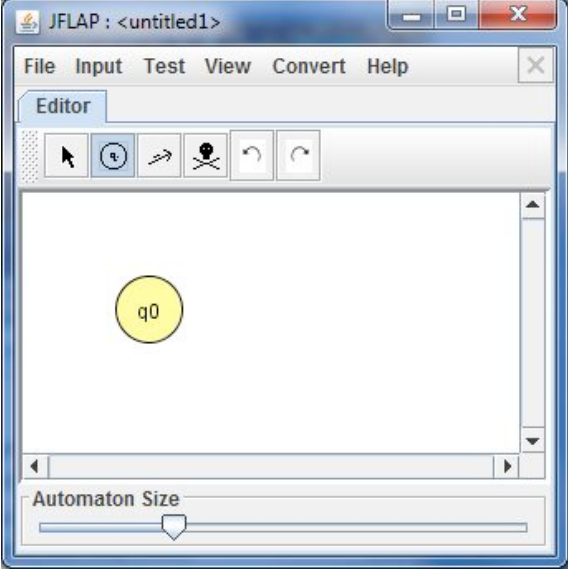 JFLAP : <untitled1>
File Input Test View Convert Help
Editor
q
q0
Automaton Size